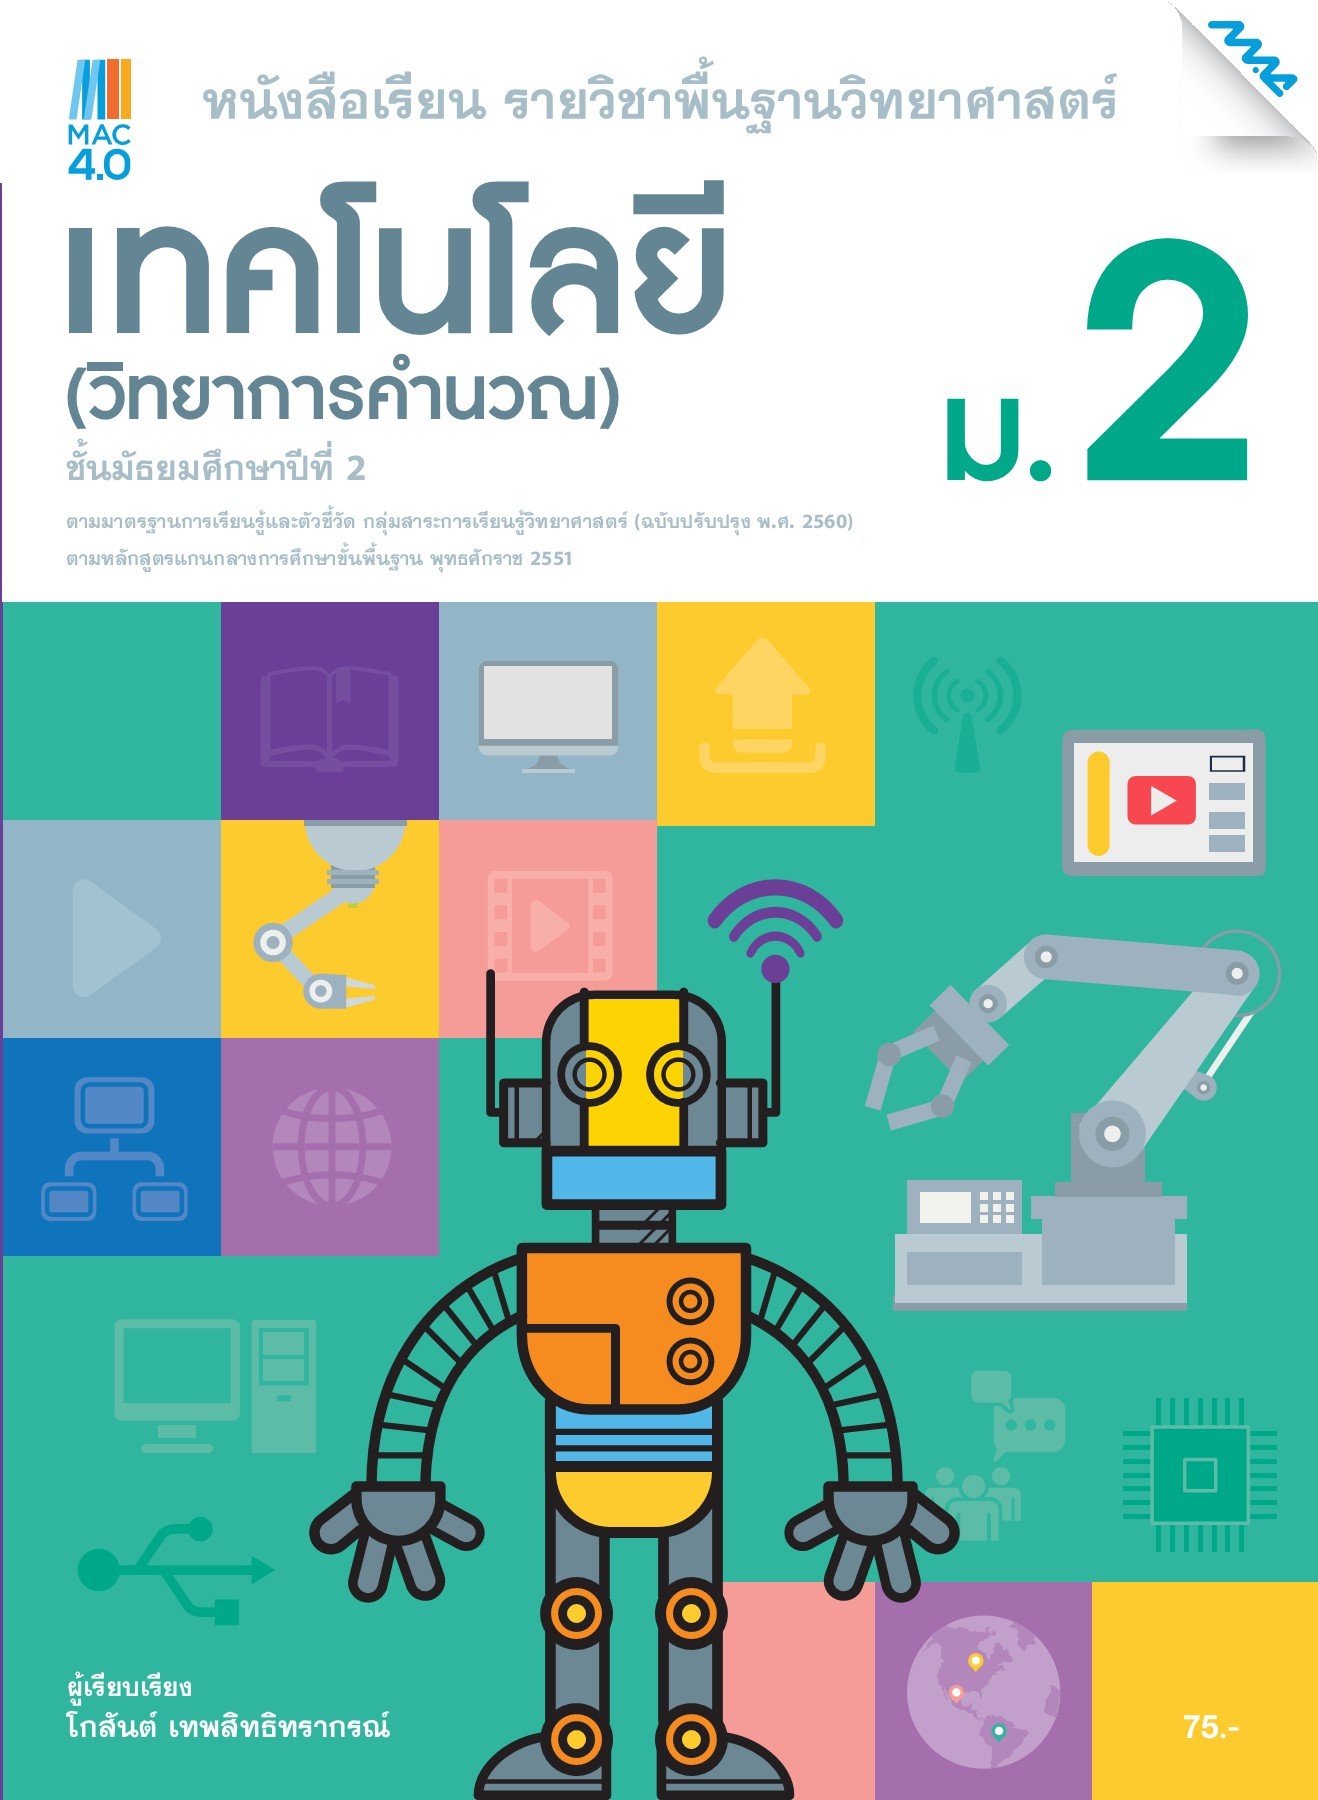 MAC
4.0
หนังสือเรียน รายวิชาพื้นฐานวิทยาศาสตร์
เทคโนโลยี
(วิทยาการคำนวณ)
ม.2
ชั้นมัธยมศึกษาปีที่ 2
ตามมาตรฐานการเรียนรู้และตัวชี้วัด กลุ่มสาระการเรียนรู้วิทยาศาสตร์ (ฉบับปรับปรุง พ.ศ. 2560)
ตามหลักสูตรแกนกลางการศึกษาขั้นพื้นฐาน พุทธศักราช 2551
ผู้เรียบเรียง
โกสันต์ เทพสิทธิทรากรณ์
75.-